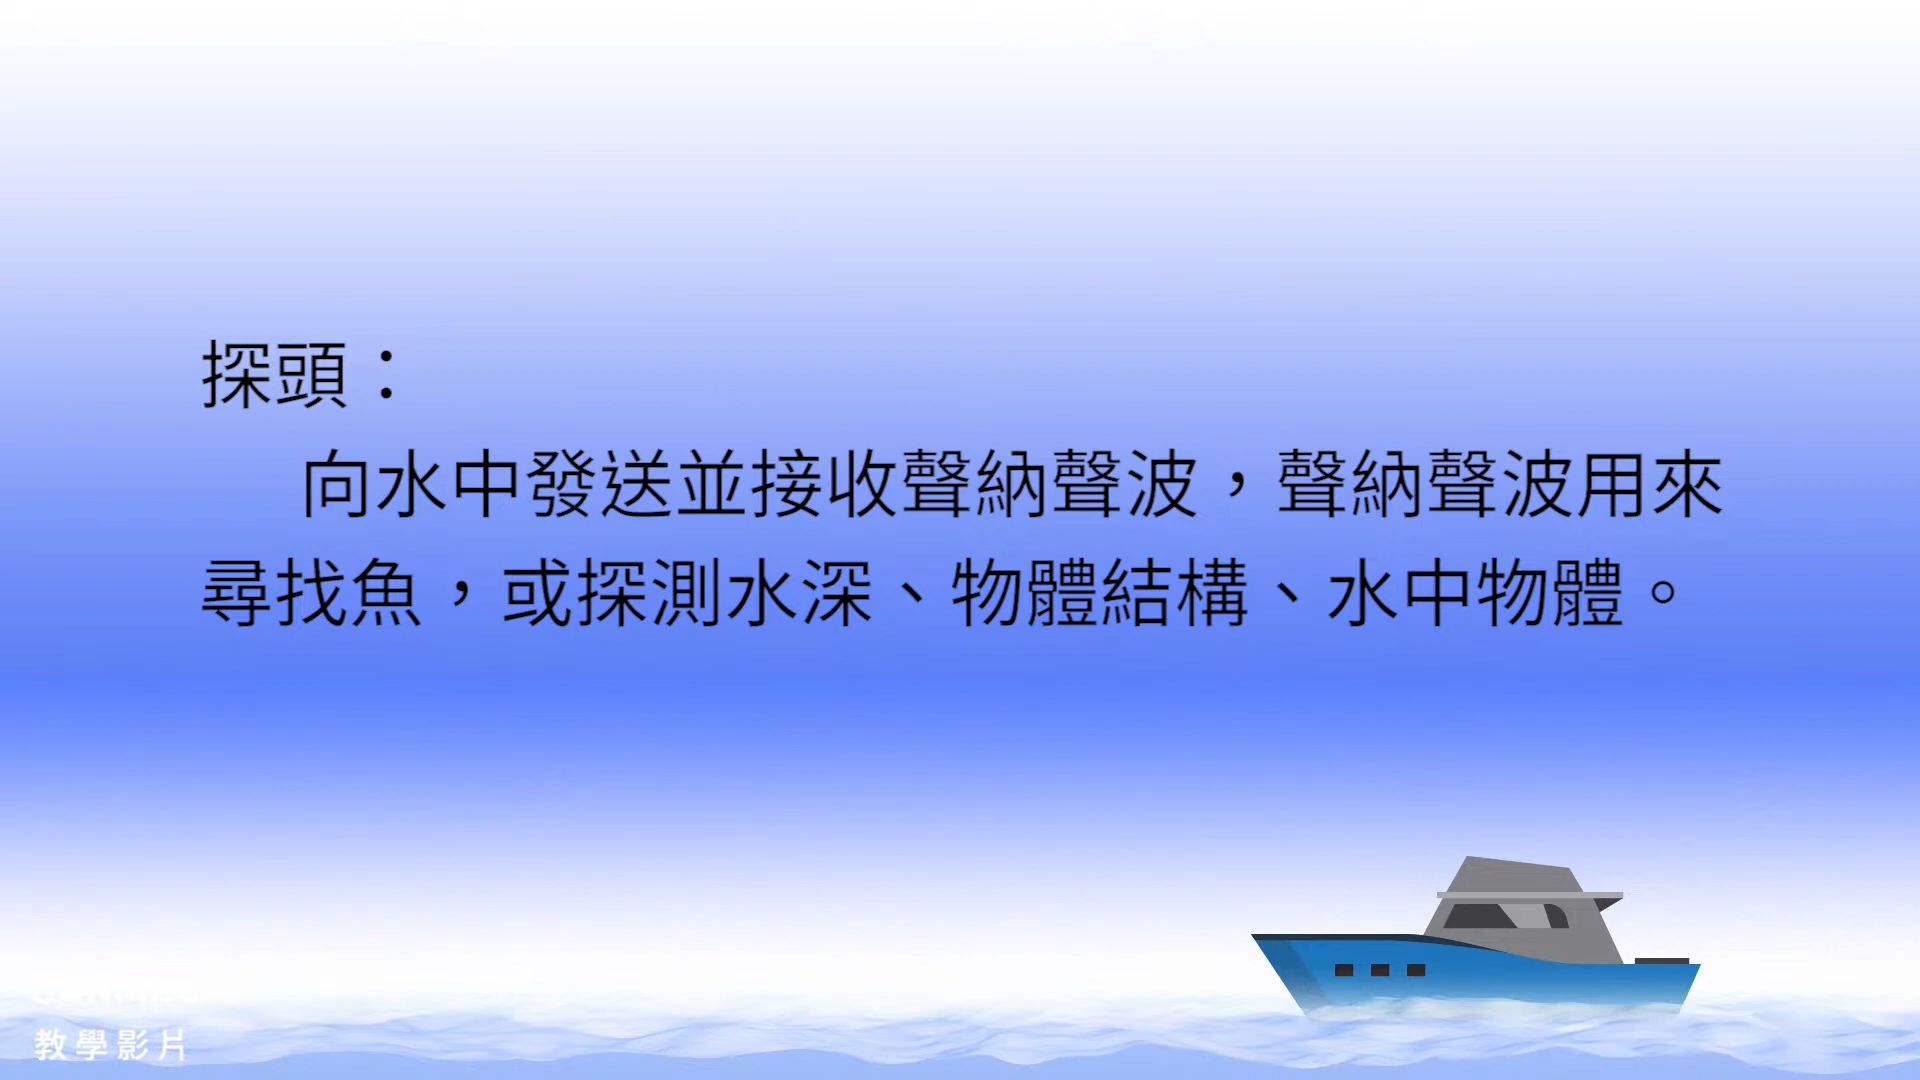 探頭：
向水中發送並接收聲納聲波，聲納聲波用來
尋找魚，或探測水深、物體結構、水中物體。
教學影片